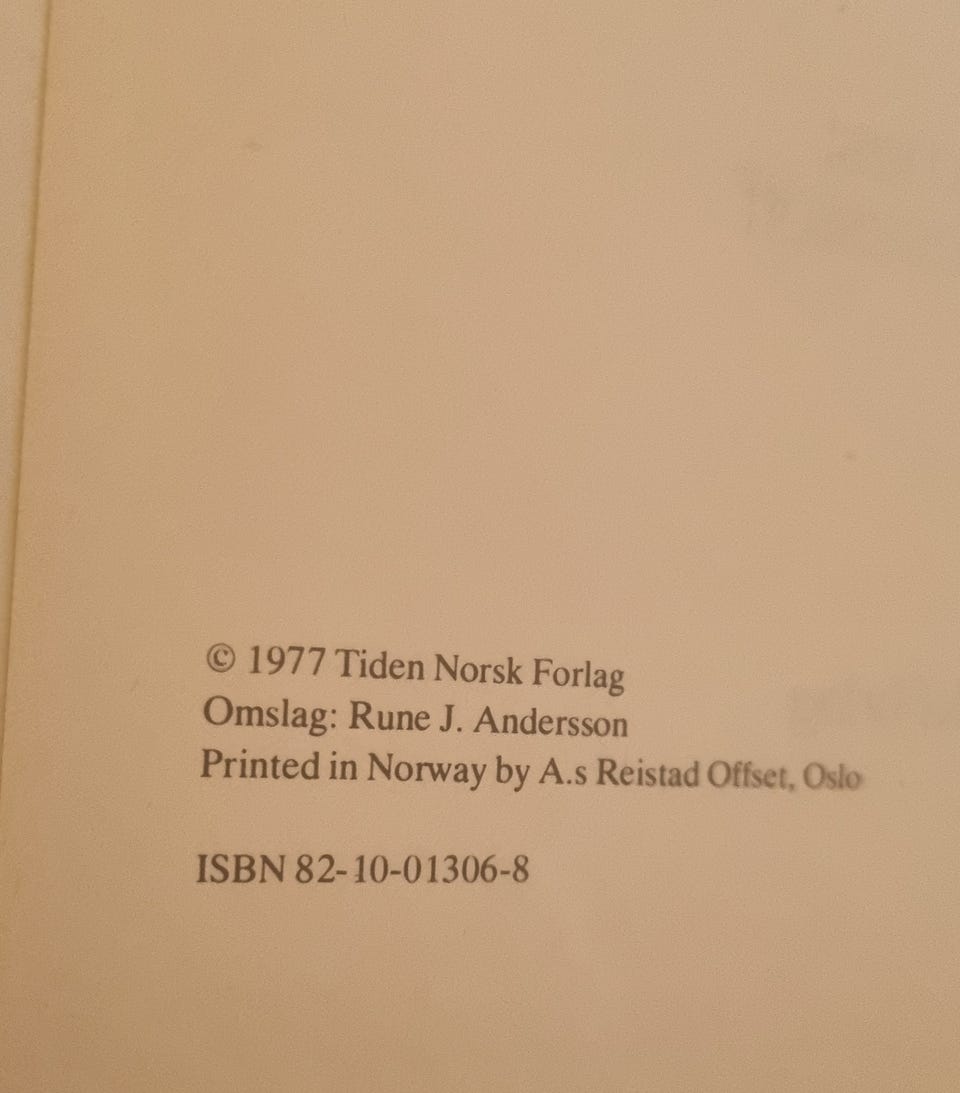 © 1977 Tiden Norsk Forlag
Omslag: Rune J. Andersson
Printed in Norway by A.s Reistad Offset, Oslo
ISBN 82-10-01306-8